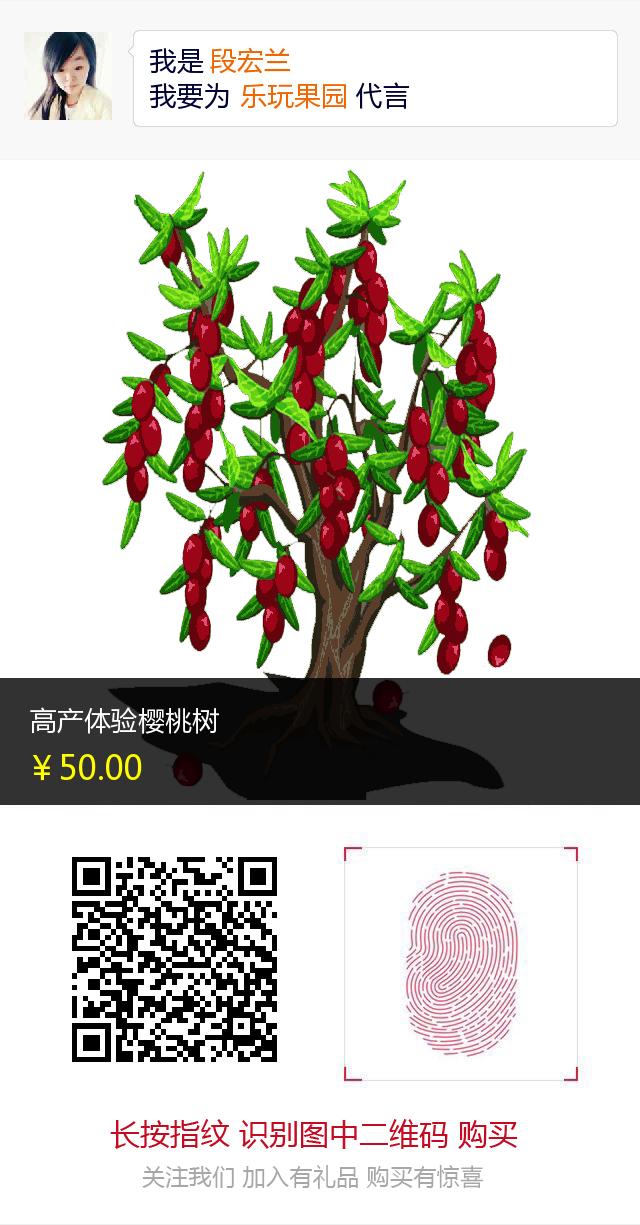 我是 段宏兰
我要为 乐玩果园 代言
高产体验樱桃树
￥50.00
长按指纹 识别图中二维码 购买
关注我们 加入有礼品 购买有惊喜